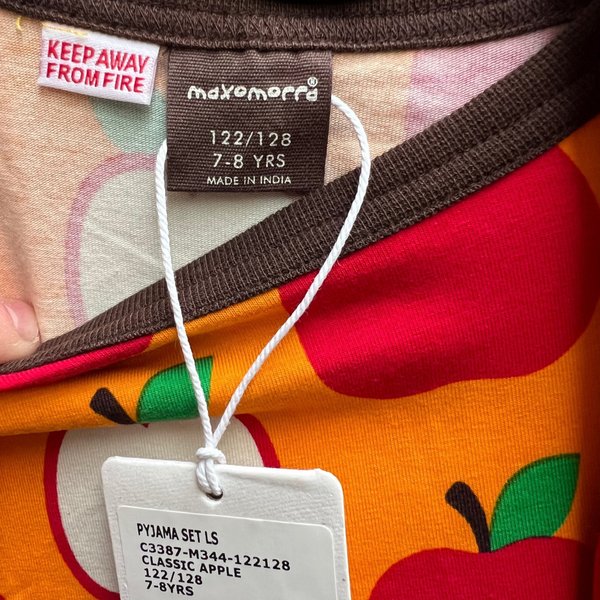 KEEP AWAY
FROM FIRE
maxomorra®
122/128
7-8 YRS
MADE IN INDIA
PYJAMA SET LS
C3387-M344-122128
CLASSIC APPLE
122/128
7-8YRS